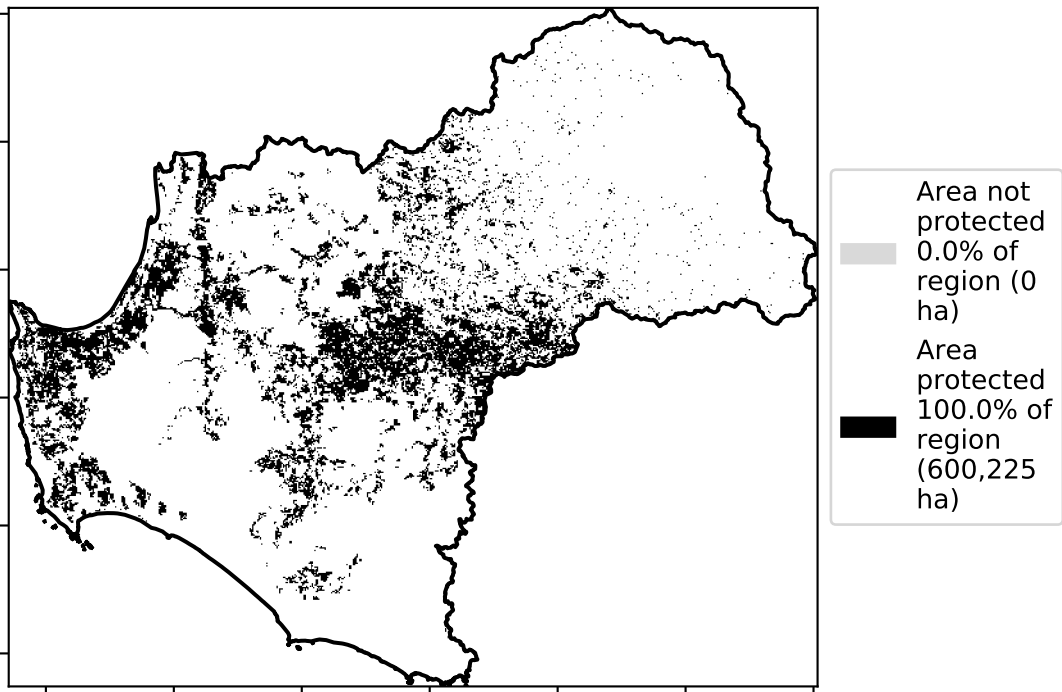 Area not
protected
0.0% of
region (0
ha)
Area
protected
100.0% of
region
(600,225
ha)